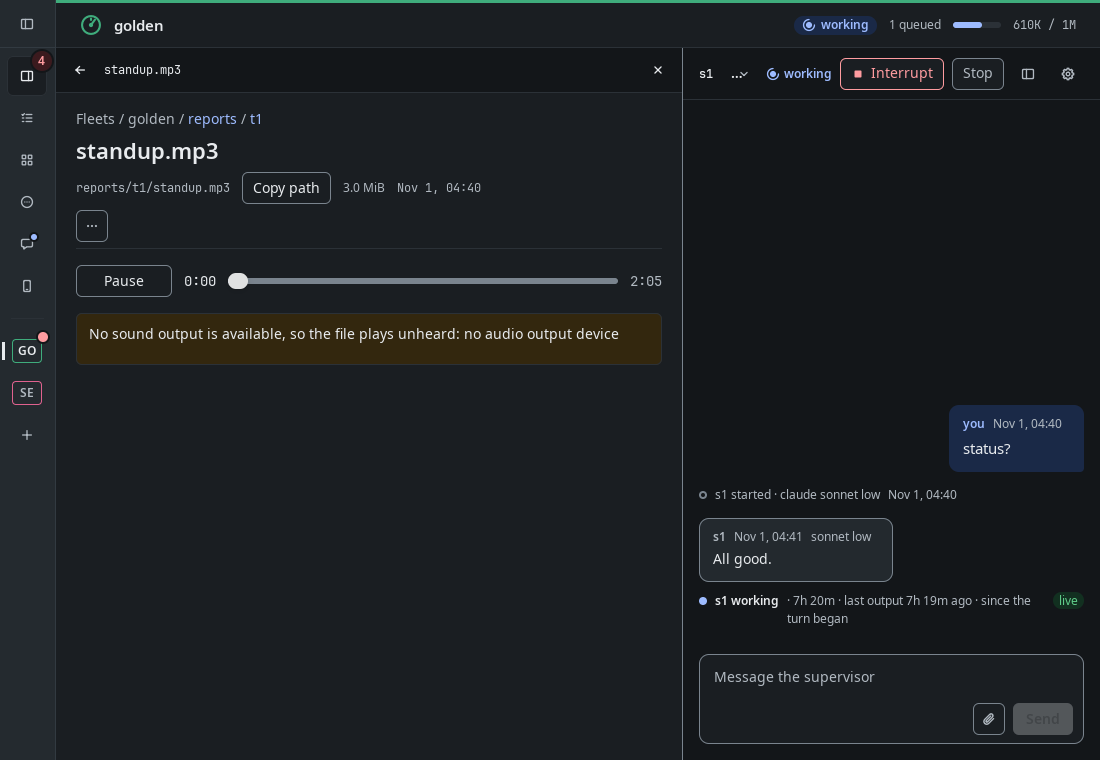 golden
working
1 queued
610K / 1M
4
standup.mp3
s1
...
working
Interrupt
Stop
Fleets / golden / reports / t1
standup.mp3
reports/t1/standup.mp3
Copy path
3.0 MiB
Nov 1, 04:40
...
Pause
0:00
2:05
No sound output is available, so the file plays unheard: no audio output device
GO
SE
you Nov 1, 04:40
status?
s1 started · claude sonnet low Nov 1, 04:40
s1 Nov 1, 04:41 sonnet low
All good.
s1 working · 7h 20m · last output 7h 19m ago · since the
turn began
live
Message the supervisor
Send